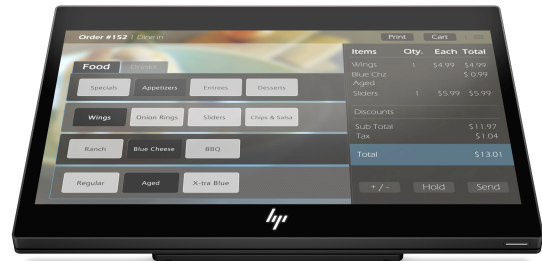 Order #152 | Dine in
Print Cart
Food Drinks
Specials Appetizers Entrees Desserts
Wings Onion Rings Sliders Chips & Salsa
Ranch Blue Cheese BBQ
Regular Aged X-tra Blue
Items Qty. Each Total
Wings 1 $4.99 $4.99
Blue Chz $ 0.99
Aged
Sliders 1 $5.99 $5.99
Discounts
Sub Total $11.97
Tax $1.04
Total $13.01
+ / - Hold Send
hp